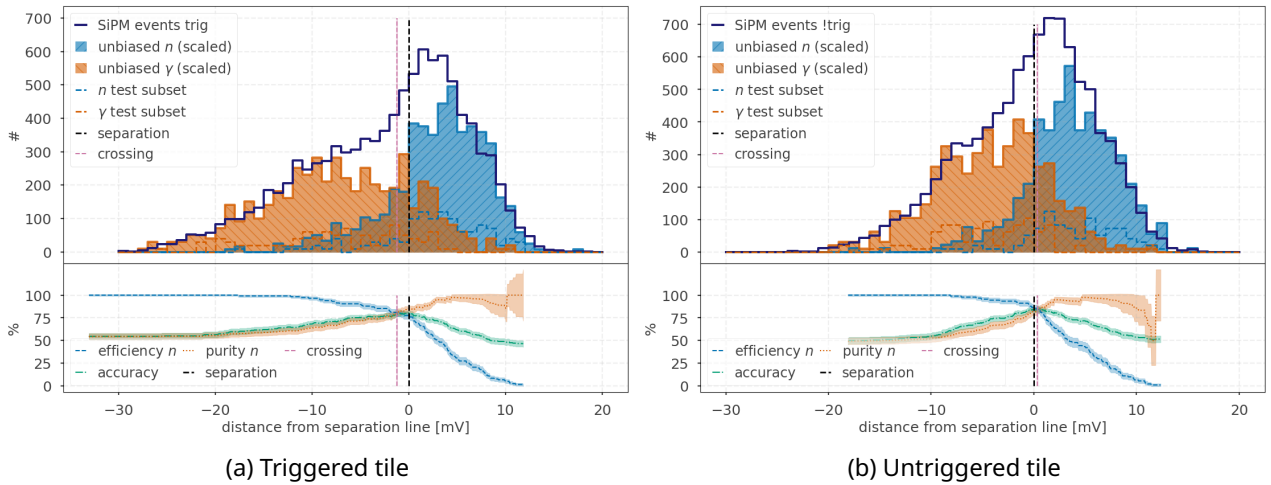 700
600
500
400
300
200
100
0
#
SiPM events trig
unbiased n (scaled)
unbiased γ (scaled)
n test subset
γ test subset
separation
crossing
100
75
50
25
0
%
efficiency n
purity n
crossing
accuracy
separation
−30
−20
−10
0
10
20
distance from separation line [mV]
(a) Triggered tile
700
600
500
400
300
200
100
0
#
SiPM events !trig
unbiased n (scaled)
unbiased γ (scaled)
n test subset
γ test subset
separation
crossing
100
75
50
25
0
%
efficiency n
purity n
crossing
accuracy
separation
−30
−20
−10
0
10
20
distance from separation line [mV]
(b) Untriggered tile